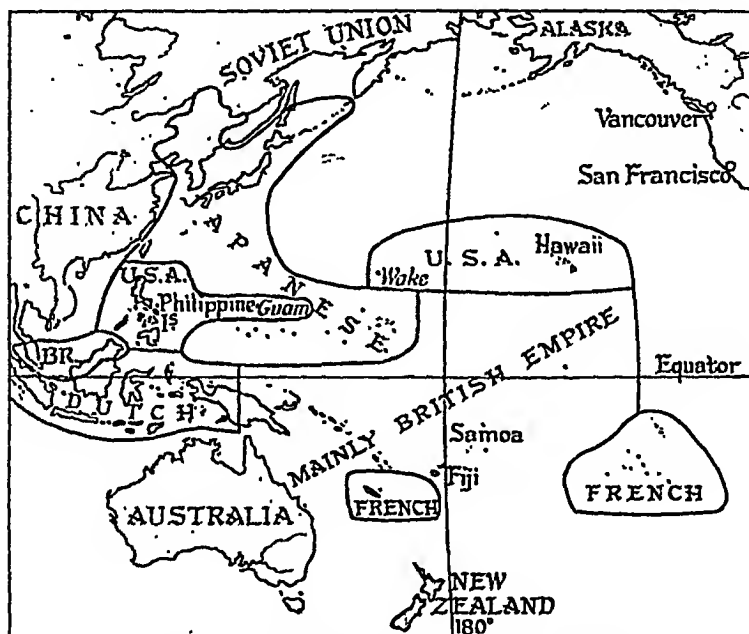 SOVIET UNION
ALASKA
Vancouver
San Francisco
CHINA
JAPANESE
U.S.A.
Hawaii
Wake
U.S.A.
Philippine
Is
Guam
BR.
DUTCH
Equator
MAINLY BRITISH EMPIRE
Samoa
Fiji
FRENCH
FRENCH
AUSTRALIA
NEW
ZEALAND
180°